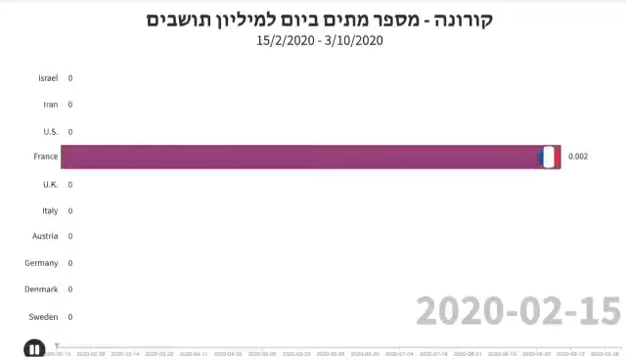 קורונה - מספר מתים ביום למיליון תושבים
15/2/2020 - 3/10/2020
Israel 0
Iran 0
U.S. 0
France 0.002
U.K. 0
Italy 0
Austria 0
Germany 0
Denmark 0
Sweden 0
2020-02-15